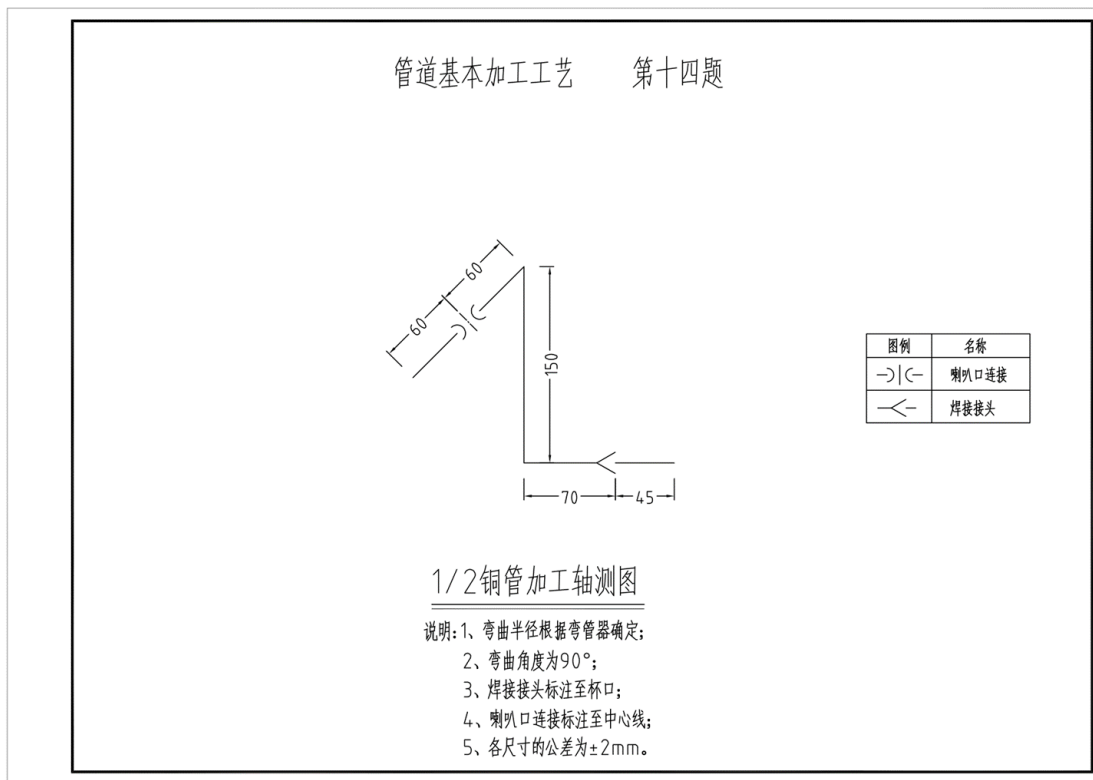 管道基本加工工艺 第十四题
60
60
150
70
45
图例 名称
喇叭口连接
焊接接头
1/2铜管加工轴测图
说明:1、弯曲半径根据弯管器确定;
2、弯曲角度为90°;
3、焊接接头标注至杯口;
4、喇叭口连接标注至中心线;
5、各尺寸的公差为±2mm。